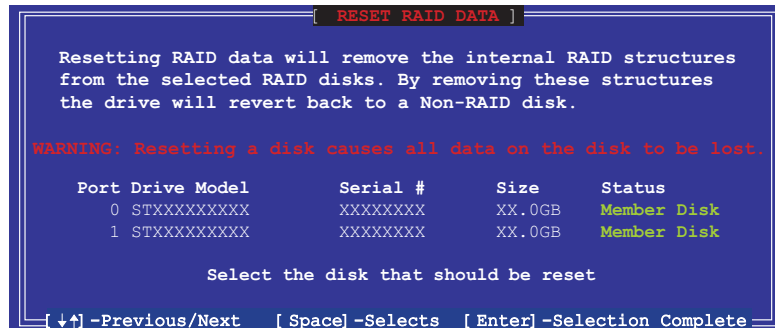 [ RESET RAID DATA ]
Resetting RAID data will remove the internal RAID structures
from the selected RAID disks. By removing these structures
the drive will revert back to a Non-RAID disk.
WARNING: Resetting a disk causes all data on the disk to be lost.
Port Drive Model Serial # Size Status
0 STXXXXXXXXX XXXXXXXX XX.0GB Member Disk
1 STXXXXXXXXX XXXXXXXX XX.0GB Member Disk
Select the disk that should be reset
[↓↑]-Previous/Next [Space]-Selects [Enter]-Selection Complete